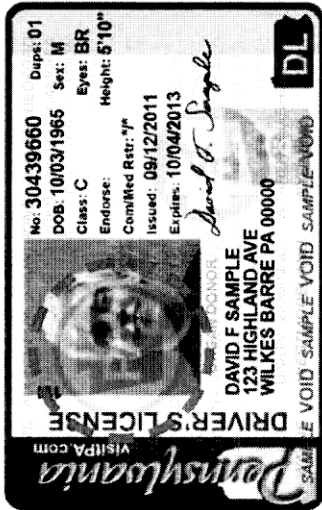 Pennsylvania
visitPA.com
DRIVER'S LICENSE
No: 30439660 Dups: 01
DOB: 10/03/1965 Sex: M
Class: C Eyes: BR
Endorse: Height: 5'10"
Com/Med Rstr: */*
Issued: 09/12/2011
Expires: 10/04/2013
David F. Sample
ORGAN DONOR
DAVID F SAMPLE
123 HIGHLAND AVE
WILKES BARRE PA 00000
DL
SAMPLE VOID SAMPLE VOID SAMPLE VOID